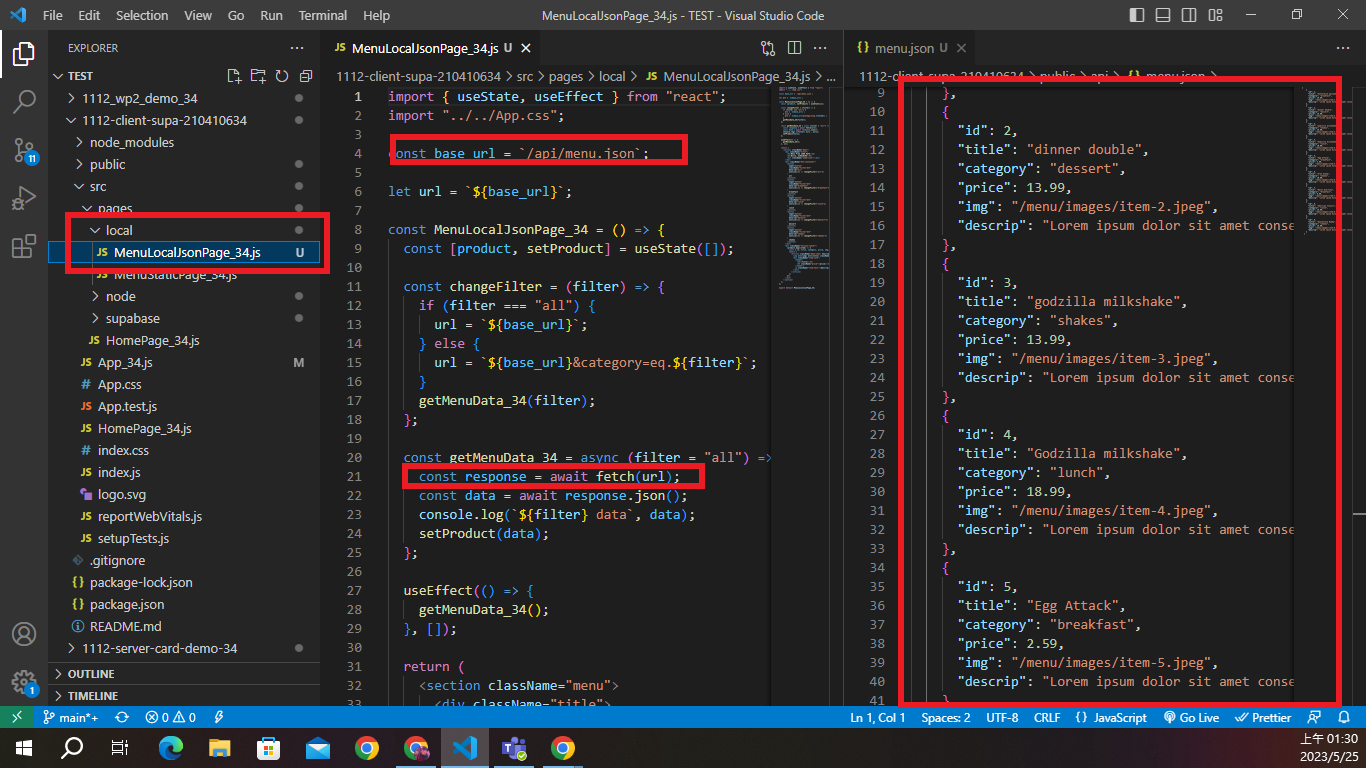 File Edit Selection View Go Run Terminal Help
MenuLocalJsonPage_34.js - TEST - Visual Studio Code
EXPLORER
TEST
1112_wp2_demo_34
1112-client-supa-210410634
node_modules
public
src
pages
local
JS MenuLocalJsonPage_34.js U
JS MenuStaticPage_34.js
node
supabase
JS HomePage_34.js
JS App_34.js M
# App.css
JS App.test.js
JS HomePage_34.js
# index.css
JS index.js
logo.svg
JS reportWebVitals.js
JS setupTests.js
.gitignore
{} package-lock.json
{} package.json
README.md
1112-server-card-demo-34
OUTLINE
TIMELINE
11
1
JS MenuLocalJsonPage_34.js U
1112-client-supa-210410634 > src > pages > local > JS MenuLocalJsonPage_34.js > ...
1 import { useState, useEffect } from "react";
2 import "../../App.css";
3
4 const base_url = `/api/menu.json`;
5
6 let url = `${base_url}`;
7
8 const MenuLocalJsonPage_34 = () => {
9 const [product, setProduct] = useState([]);
10
11 const changeFilter = (filter) => {
12 if (filter === "all") {
13 url = `${base_url}`;
14 } else {
15 url = `${base_url}&category=eq.${filter}`;
16 }
17 getMenuData_34(filter);
18 };
19
20 const getMenuData_34 = async (filter = "all") =>
21 const response = await fetch(url);
22 const data = await response.json();
23 console.log(`${filter} data`, data);
24 setProduct(data);
25 };
26
27 useEffect(() => {
28 getMenuData_34();
29 }, []);
30
31 return (
32 <section className="menu">
33 <div className="title">
{} menu.json U
1112-client-supa-210410634 > public > api > {} menu.json >
9 },
10 {
11 "id": 2,
12 "title": "dinner double",
13 "category": "dessert",
14 "price": 13.99,
15 "img": "/menu/images/item-2.jpeg",
16 "descrip": "Lorem ipsum dolor sit amet conse
17 },
18 {
19 "id": 3,
20 "title": "godzilla milkshake",
21 "category": "shakes",
22 "price": 13.99,
23 "img": "/menu/images/item-3.jpeg",
24 "descrip": "Lorem ipsum dolor sit amet conse
25 },
26 {
27 "id": 4,
28 "title": "Godzilla milkshake",
29 "category": "lunch",
30 "price": 18.99,
31 "img": "/menu/images/item-4.jpeg",
32 "descrip": "Lorem ipsum dolor sit amet conse
33 },
34 {
35 "id": 5,
36 "title": "Egg Attack",
37 "category": "breakfast",
38 "price": 2.59,
39 "img": "/menu/images/item-5.jpeg",
40 "descrip": "Lorem ipsum dolor sit amet conse
41 }
main*+ 0 0 Ln 1, Col 1 Spaces: 2 UTF-8 CRLF {} JavaScript Go Live Prettier
上午 01:30
2023/5/25